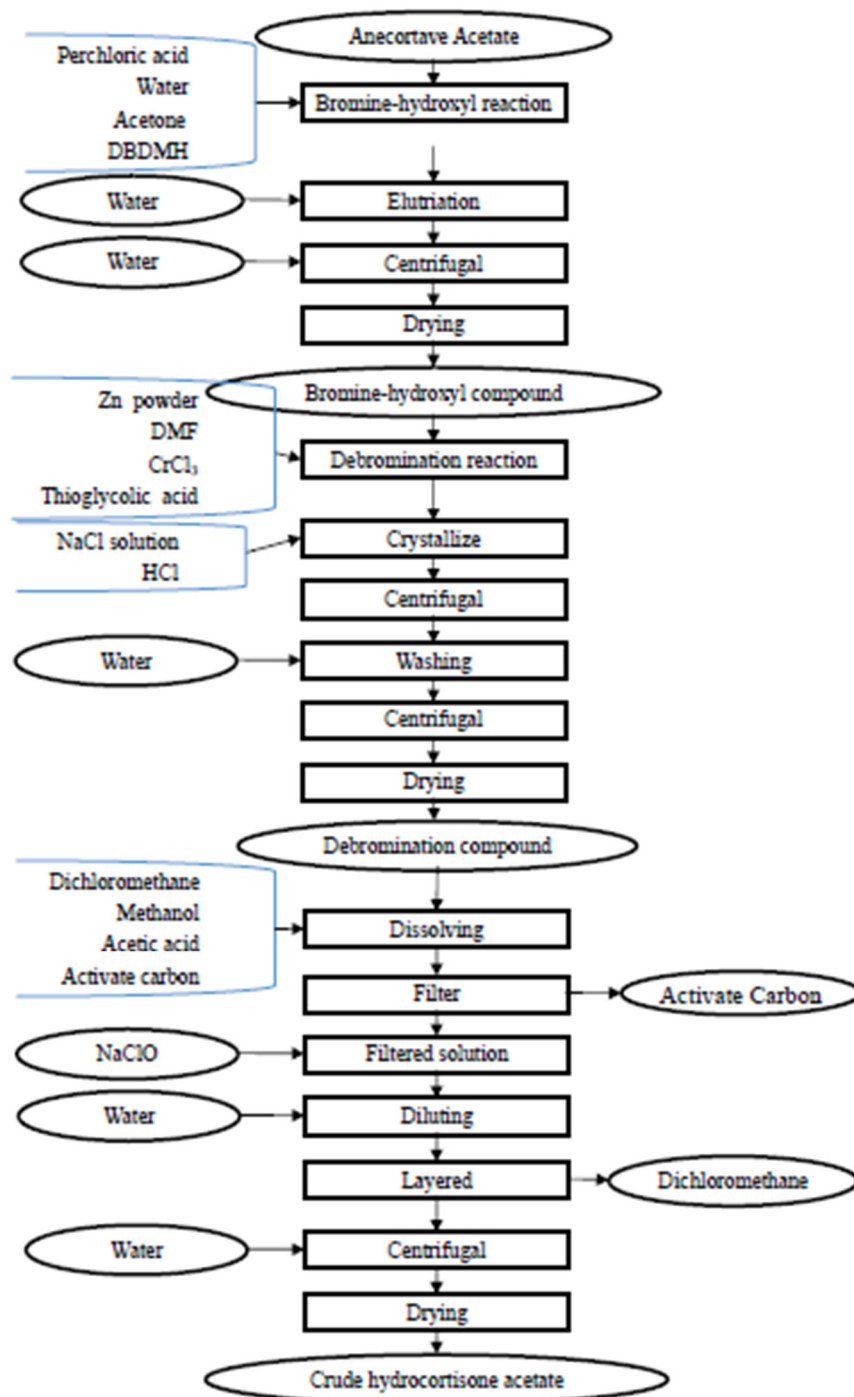 Anecortave Acetate
Perchloric acid
Water
Acetone
DBDMH
Bromine-hydroxyl reaction
Water
Elutriation
Water
Centrifugal
Drying
Bromine-hydroxyl compound
Zn powder
DMF
CrCl₃
Thioglycolic acid
Debromination reaction
NaCl solution
HCl
Crystallize
Centrifugal
Water
Washing
Centrifugal
Drying
Debromination compound
Dichloromethane
Methanol
Acetic acid
Activate carbon
Dissolving
Filter
Activate Carbon
NaClO
Filtered solution
Water
Diluting
Layered
Dichloromethane
Water
Centrifugal
Drying
Crude hydrocortisone acetate